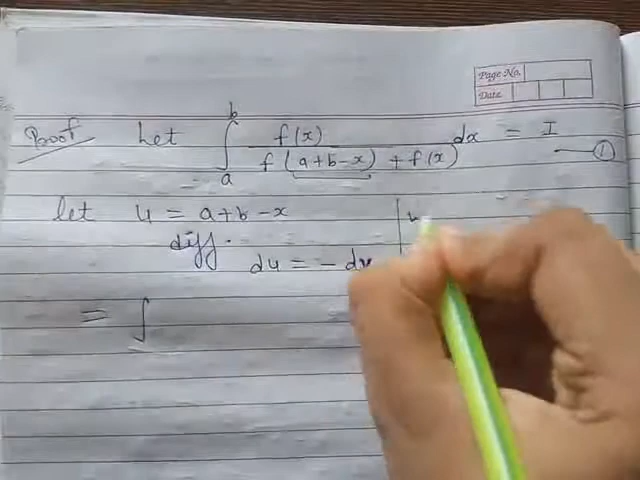 Page No.
Date
Proof Let ∫_a^b f(x) / (f(a+b-x) + f(x)) dx = I — ①
let u = a+b-x
diff.
du = -dx
= ∫